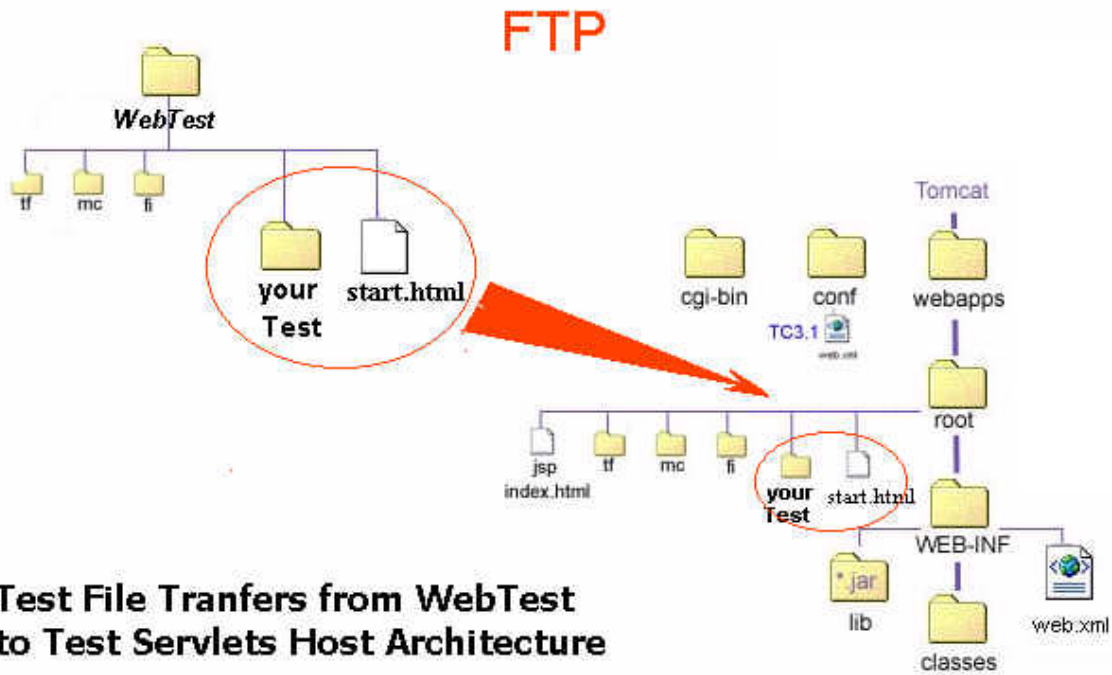 FTP
WebTest
tf
mc
fi
your
Test
start.html
Tomcat
cgi-bin
conf
webapps
TC3.1
web.xml
root
jsp
index.html
tf
mc
fi
your
Test
start.html
WEB-INF
*.jar
lib
web.xml
classes
Test File Tranfers from WebTest
to Test Servlets Host Architecture